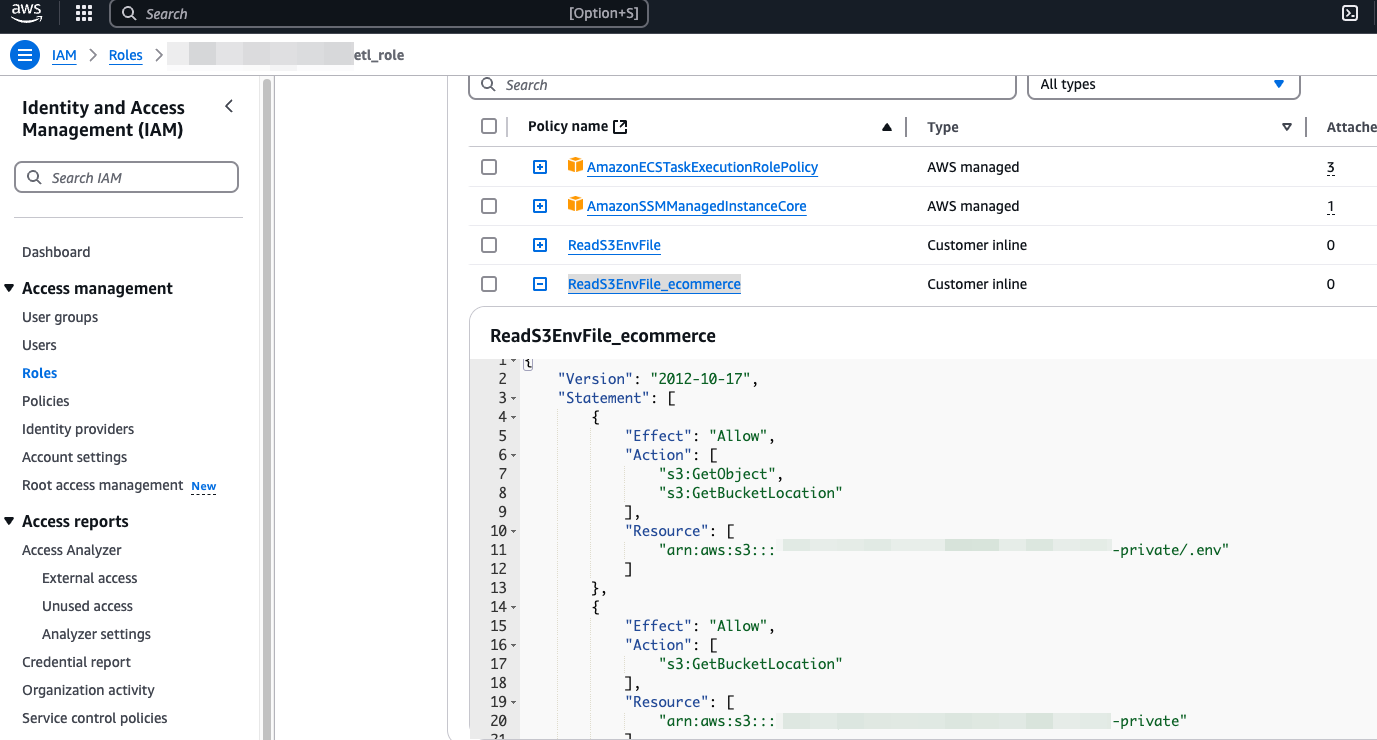 aws
Search [Option+S]
IAM > Roles > etl_role
Identity and Access
Management (IAM)
Search IAM
Dashboard
Access management
User groups
Users
Roles
Policies
Identity providers
Account settings
Root access management New
Access reports
Access Analyzer
External access
Unused access
Analyzer settings
Credential report
Organization activity
Service control policies
Search All types
Policy name Type Attache
AmazonECSTaskExecutionRolePolicy AWS managed 3
AmazonSSMManagedInstanceCore AWS managed 1
ReadS3EnvFile Customer inline 0
ReadS3EnvFile_ecommerce Customer inline 0
ReadS3EnvFile_ecommerce
1 {
2 "Version": "2012-10-17",
3 "Statement": [
4 {
5 "Effect": "Allow",
6 "Action": [
7 "s3:GetObject",
8 "s3:GetBucketLocation"
9 ],
10 "Resource": [
11 "arn:aws:s3::: -private/.env"
12 ]
13 },
14 {
15 "Effect": "Allow",
16 "Action": [
17 "s3:GetBucketLocation"
18 ],
19 "Resource": [
20 "arn:aws:s3::: -private"
21 ]